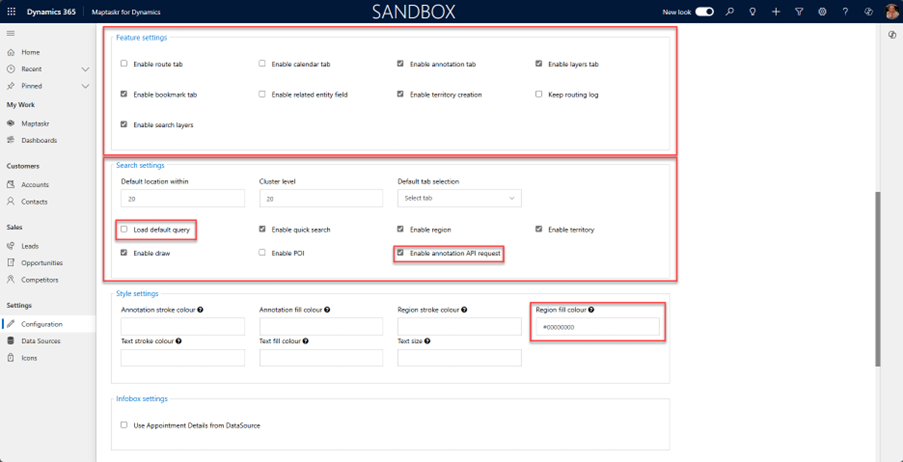 Dynamics 365 Maptaskr for Dynamics SANDBOX New look
Home
Recent
Pinned
My Work
Maptaskr
Dashboards
Customers
Accounts
Contacts
Sales
Leads
Opportunities
Competitors
Settings
Configuration
Data Sources
Icons
Feature settings
Enable route tab Enable calendar tab Enable annotation tab Enable layers tab
Enable bookmark tab Enable related entity field Enable territory creation Keep routing log
Enable search layers
Search settings
Default location within Cluster level Default tab selection
20 20 Select tab
Load default query Enable quick search Enable region Enable territory
Enable draw Enable POI Enable annotation API request
Style settings
Annotation stroke colour Annotation fill colour Region stroke colour Region fill colour
#00000000
Text stroke colour Text fill colour Text size
Infobox settings
Use Appointment Details from DataSource